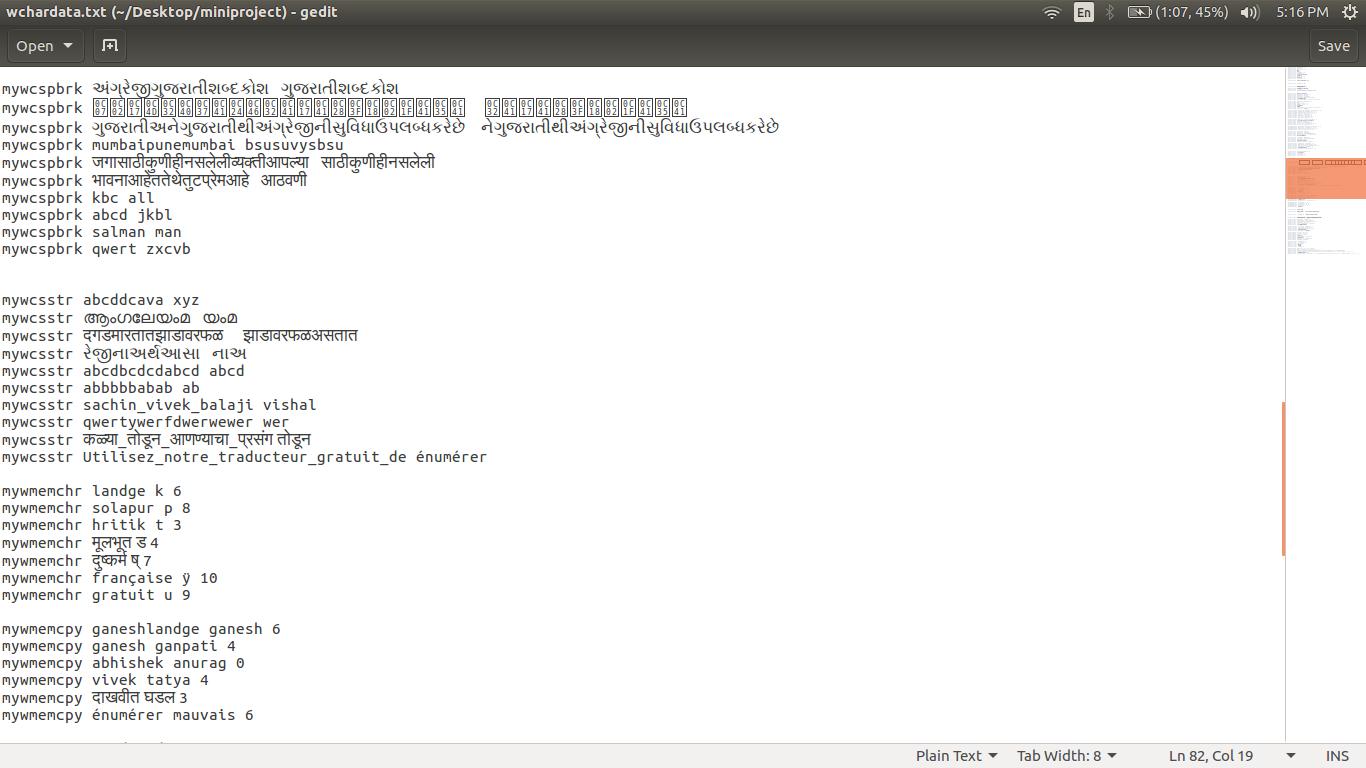 wchardata.txt (~/Desktop/miniproject) - gedit
En (1:07, 45%) 5:16 PM
Open Save
mywcspbrk અંગ્રેજીગુજરાતીશબ્દકોશ ગુજરાતીશબ્દકોશ
mywcspbrk
mywcspbrk ગુજરાતીઅનેગુજરાતીથીઅંગ્રેજીનીસુવિધાઉપલબ્ધકરેછે નેગુજરાતીથીઅંગ્રેજીનીસુવિધાઉપલબ્ધકરેછે
mywcspbrk mumbaipunemumbai bsusuvysbsu
mywcspbrk जगासाठीकुणीहीनसलेलीव्यक्तीआपल्या साठीकुणीहीनसलेली
mywcspbrk भावनाआहेततेथेतुटप्रेमआहे आठवणी
mywcspbrk kbc all
mywcspbrk abcd jkbl
mywcspbrk salman man
mywcspbrk qwert zxcvb
mywcsstr abcddcava xyz
mywcsstr ആംഗലേയംമ യംമ
mywcsstr दगडमारतातझाडावरफळ झाडावरफळअसतात
mywcsstr રેજીનાઅર્થઆસા નાઅ
mywcsstr abcdbcdcdabcd abcd
mywcsstr abbbbbabab ab
mywcsstr sachin_vivek_balaji vishal
mywcsstr qwertywerfdwerwewer wer
mywcsstr कळ्या_तोडून_आणण्याचा_प्रसंग तोडून
mywcsstr Utilisez_notre_traducteur_gratuit_de énumérer
mywmemchr landge k 6
mywmemchr solapur p 8
mywmemchr hritik t 3
mywmemchr मूलभूत ड 4
mywmemchr दुष्कर्म ष् 7
mywmemchr française ÿ 10
mywmemchr gratuit u 9
mywmemcpy ganeshlandge ganesh 6
mywmemcpy ganesh ganpati 4
mywmemcpy abhishek anurag 0
mywmemcpy vivek tatya 4
mywmemcpy दाखवीत घडल 3
mywmemcpy énumérer mauvais 6
Plain Text Tab Width: 8 Ln 82, Col 19 INS